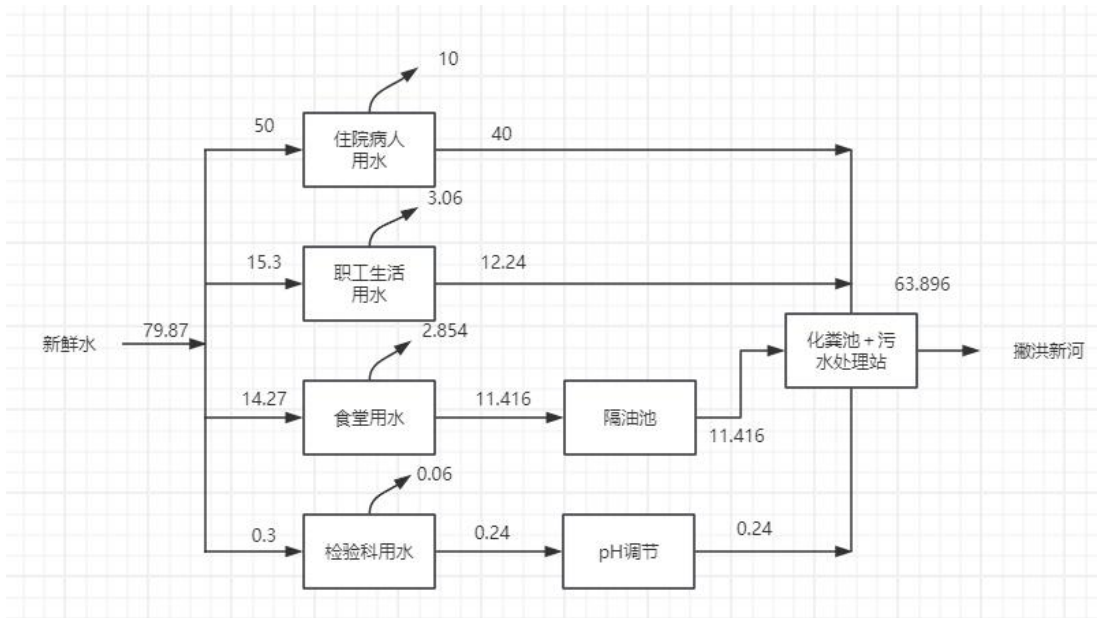 10
50
住院病人
用水
40
3.06
15.3
职工生活
用水
12.24
63.896
新鲜水
79.87
2.854
化粪池+污
水处理站
撇洪新河
14.27
食堂用水
11.416
隔油池
11.416
0.06
0.3
检验科用水
0.24
pH调节
0.24